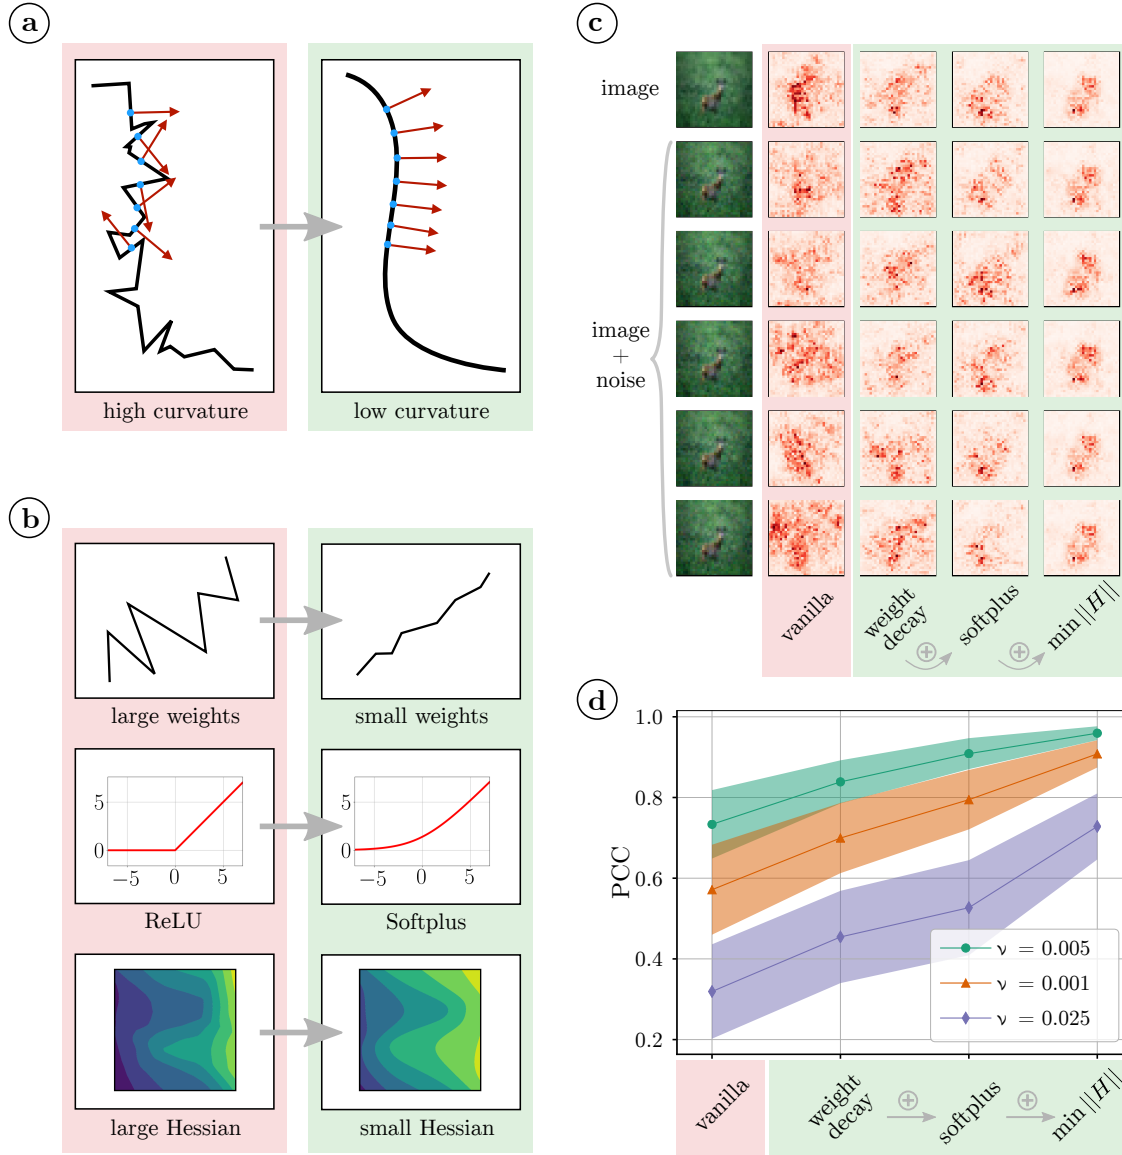 a
high curvature
low curvature
b
large weights
small weights
5
0
−5
0
5
ReLU
5
0
−5
0
5
Softplus
large Hessian
small Hessian
c
image
image
+
noise
vanilla
weight
decay
softplus
min ||H||
d
PCC
1.0
0.8
0.6
0.4
0.2
ν = 0.005
ν = 0.001
ν = 0.025
vanilla
weight
decay
softplus
min ||H||